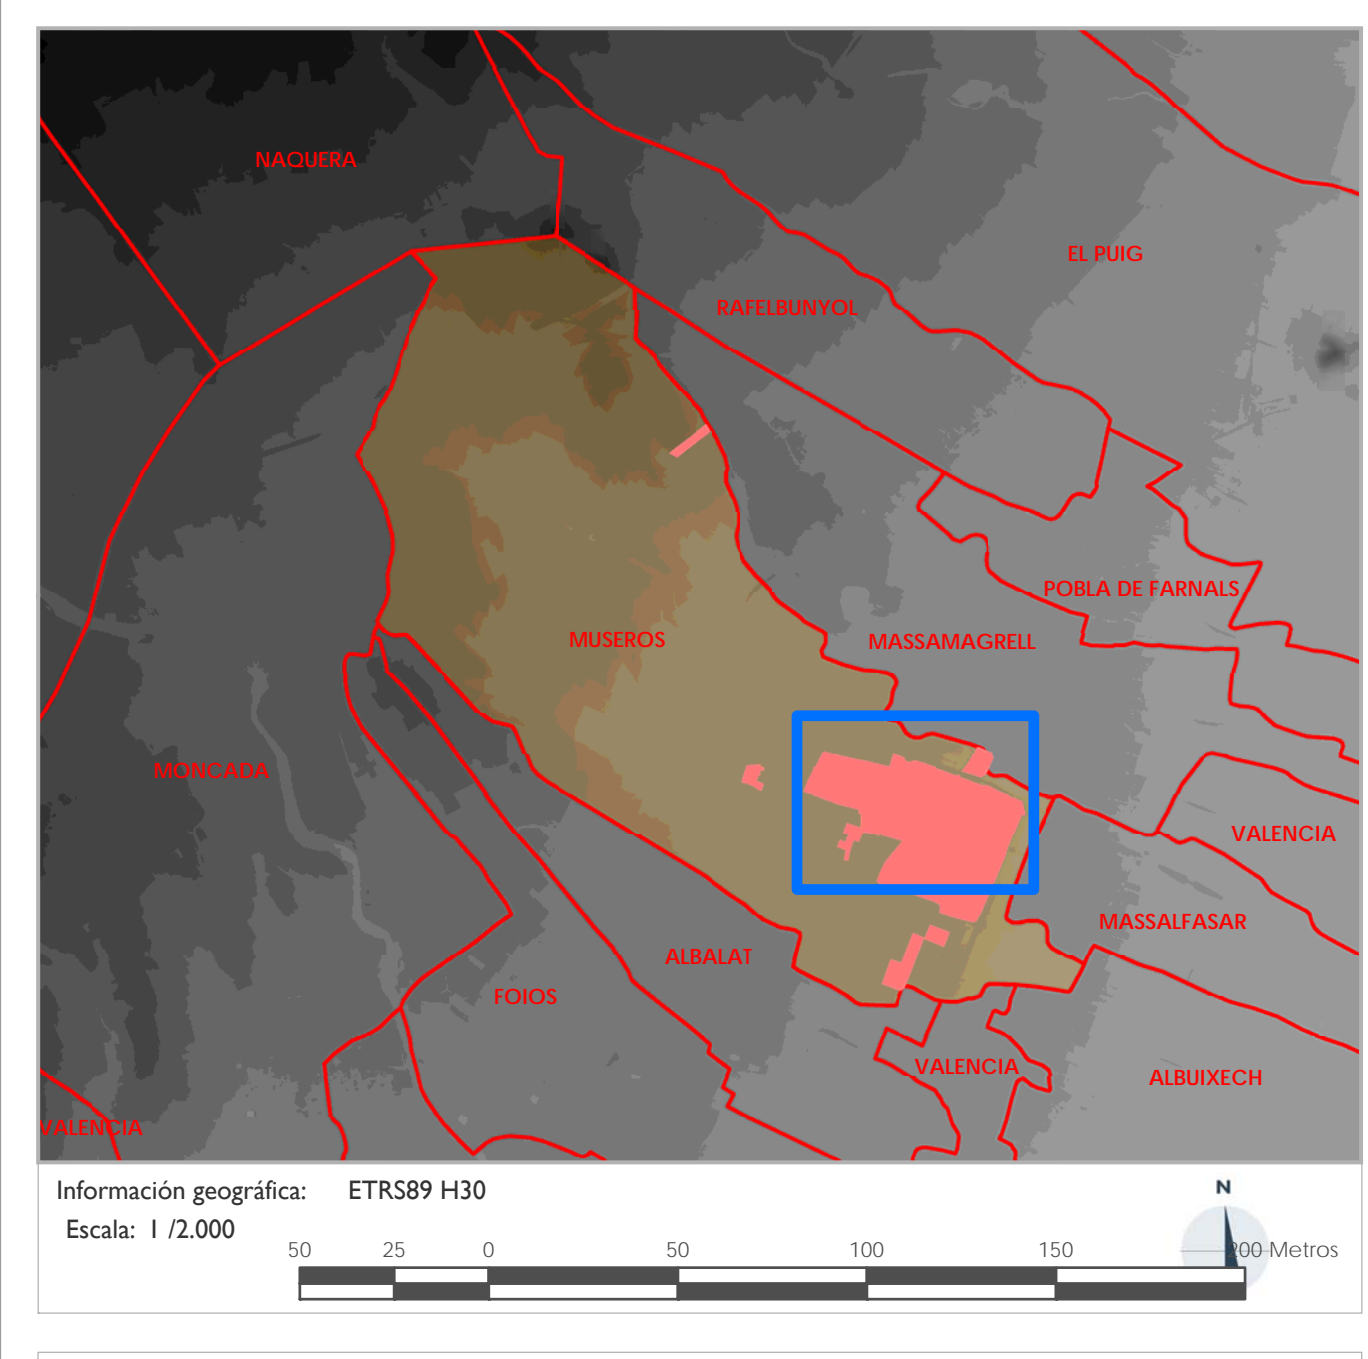 NAQUERA
EL PUIG
RAFELBUNYOL
POBLA DE FARNALS
MUSEROS
MASSAMAGRELL
MONCADA
VALENCIA
MASSALFASAR
ALBALAT
FOIOS
VALENCIA
ALBUIXECH
VALENCIA
Información geográfica: ETRS89 H30
Escala: 1 /2.000
N
50 25 0 50 100 150 200 Metros